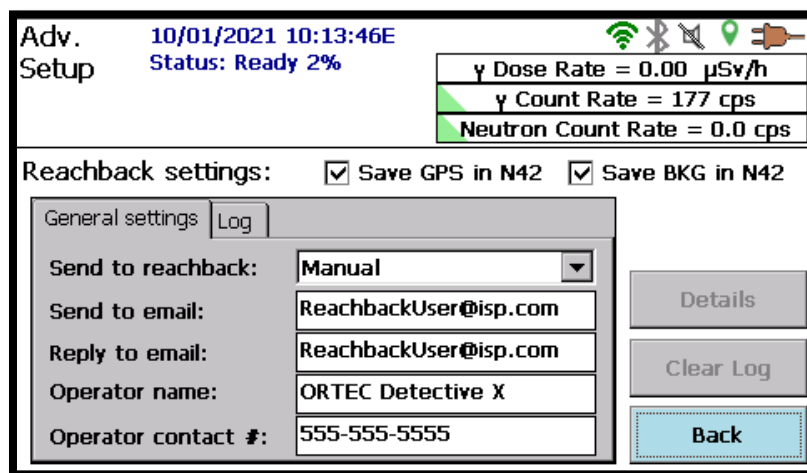 Adv. Setup
10/01/2021 10:13:46E
Status: Ready 2%
γ Dose Rate = 0.00 µSv/h
γ Count Rate = 177 cps
Neutron Count Rate = 0.0 cps
Reachback settings: Save GPS in N42 Save BKG in N42
General settings Log
Send to reachback: Manual
Send to email: ReachbackUser@isp.com
Reply to email: ReachbackUser@isp.com
Operator name: ORTEC Detective X
Operator contact #: 555-555-5555
Details
Clear Log
Back